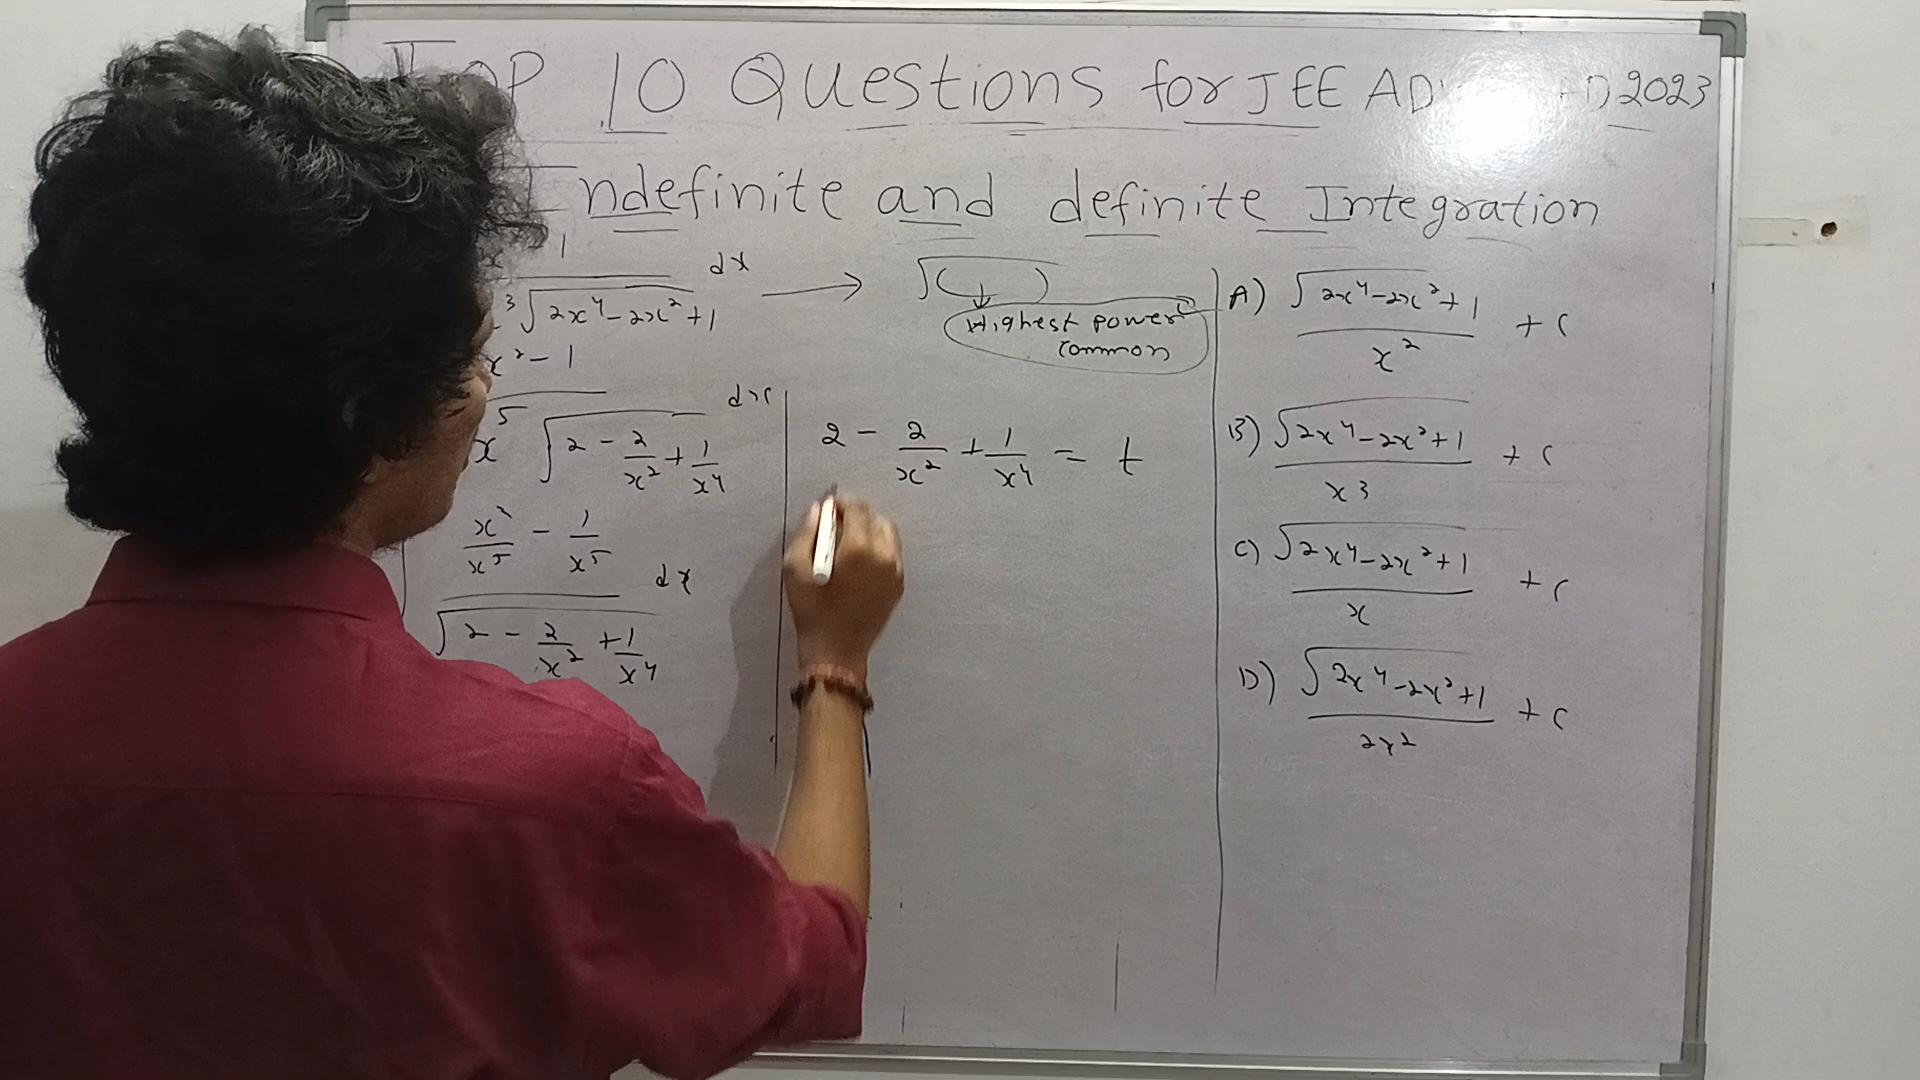 TOP 10 Questions for JEE AD 2023
Indefinite and definite Integration
1 dx → √( )
3 √2x⁴-2x²+1
Highest power common
x²-1 dx
x⁵ √2 - 2/x² + 1/x⁴
x²/x⁵ - 1/x⁵ dx
√2 - 2/x² + 1/x⁴
2 - 2/x² + 1/x⁴ = t
A) √2x⁴-2x²+1 / x² + C
B) √2x⁴-2x²+1 / x3 + C
C) √2x⁴-2x²+1 / x + C
D) √2x⁴-2x²+1 / 2x² + C